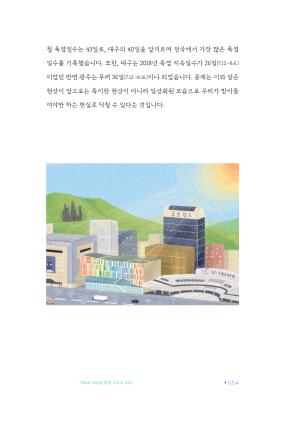 철 폭염일수는 43일로, 대구의 40일을 앞지르며 전국에서 가장 많은 폭염
일수를 기록했습니다. 또한, 대구는 2018년 폭염 지속일수가 26일(7.12.~8.6.)
이었던 반면 광주는 무려 36일(7.12.~8.16.)이나 되었습니다. 문제는 이와 같은
현상이 앞으로는 특이한 현상이 아니라 일상화된 모습으로 우리가 받아들
여야만 하는 현실로 닥칠 수 있다는 것입니다.
054